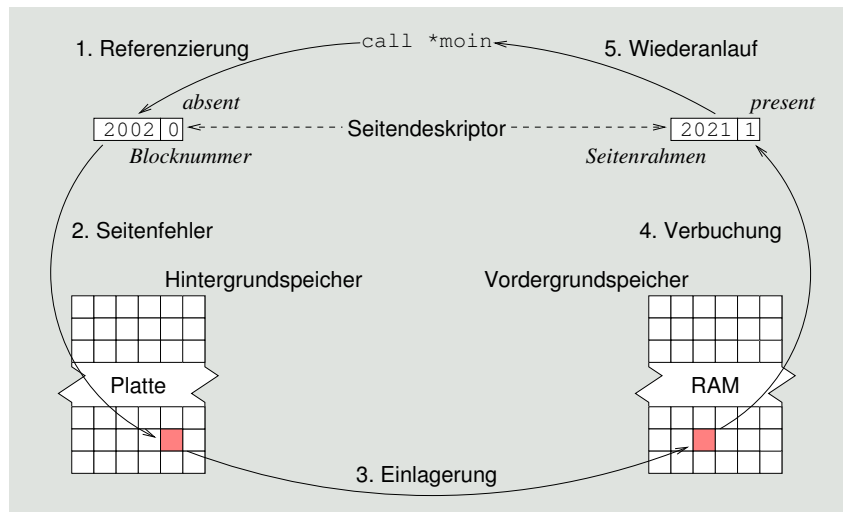 1. Referenzierung
call *moin
5. Wiederanlauf
absent
present
2002 0
Seitendeskriptor
2021 1
Blocknummer
Seitenrahmen
2. Seitenfehler
4. Verbuchung
Hintergrundspeicher
Vordergrundspeicher
Platte
RAM
3. Einlagerung